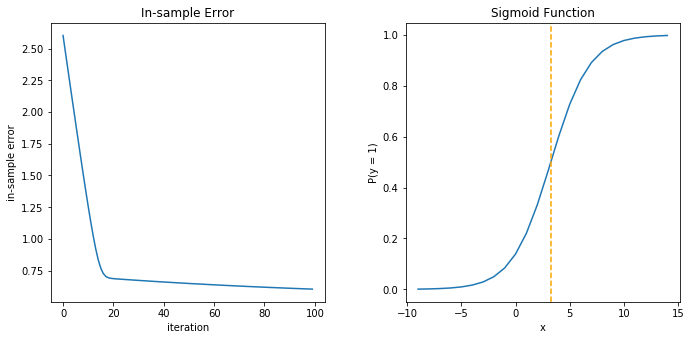 In-sample Error
in-sample error
2.50
2.25
2.00
1.75
1.50
1.25
1.00
0.75
0 20 40 60 80 100
iteration
Sigmoid Function
P(y = 1)
1.0
0.8
0.6
0.4
0.2
0.0
−10 −5 0 5 10 15
x